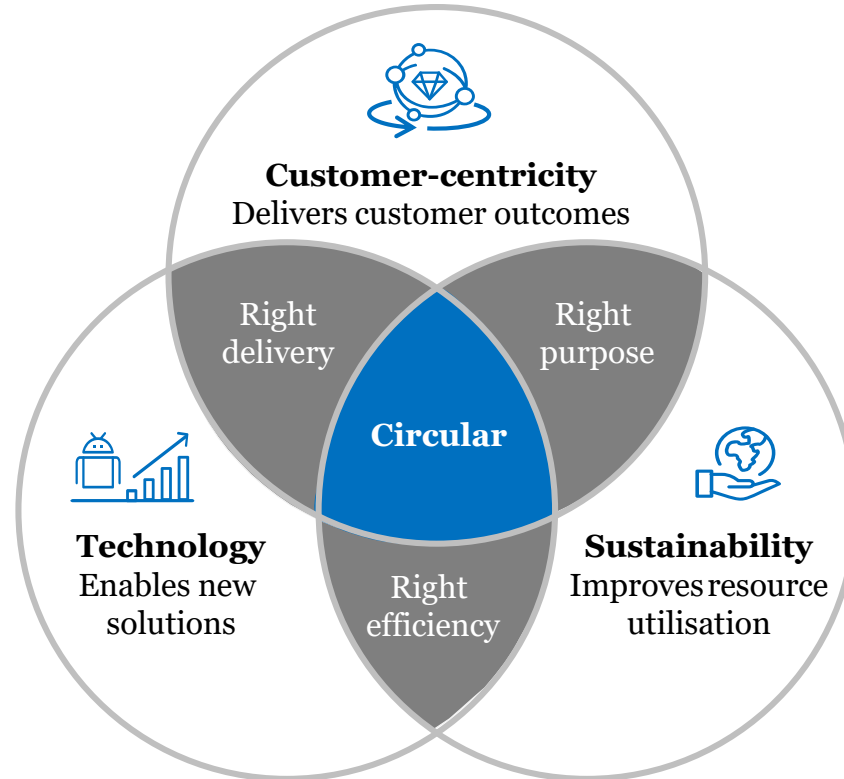 Customer-centricity
Delivers customer outcomes
Right
delivery
Right
purpose
Circular
Technology
Enables new
solutions
Sustainability
Improves resource
utilisation
Right
efficiency